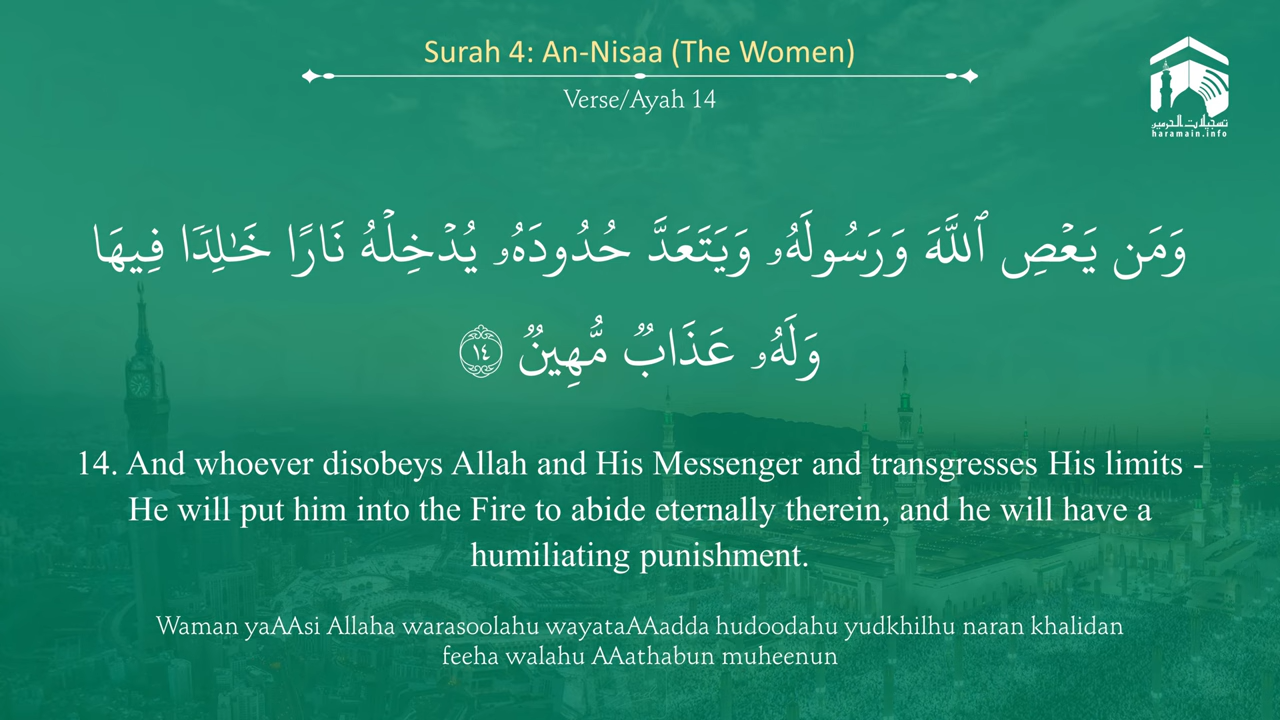 Surah 4: An-Nisaa (The Women)
Verse/Ayah 14
تسجيلات الحرمين
haramain.info
وَمَن يَعْصِ ٱللَّهَ وَرَسُولَهُۥ وَيَتَعَدَّ حُدُودَهُۥ يُدْخِلْهُ نَارًا خَٰلِدًا فِيهَا
وَلَهُۥ عَذَابٌ مُّهِينٌ ١٤
14. And whoever disobeys Allah and His Messenger and transgresses His limits -
He will put him into the Fire to abide eternally therein, and he will have a
humiliating punishment.
Waman yaAAsi Allaha warasoolahu wayataAAadda hudoodahu yudkhilhu naran khalidan
feeha walahu AAathabun muheenun